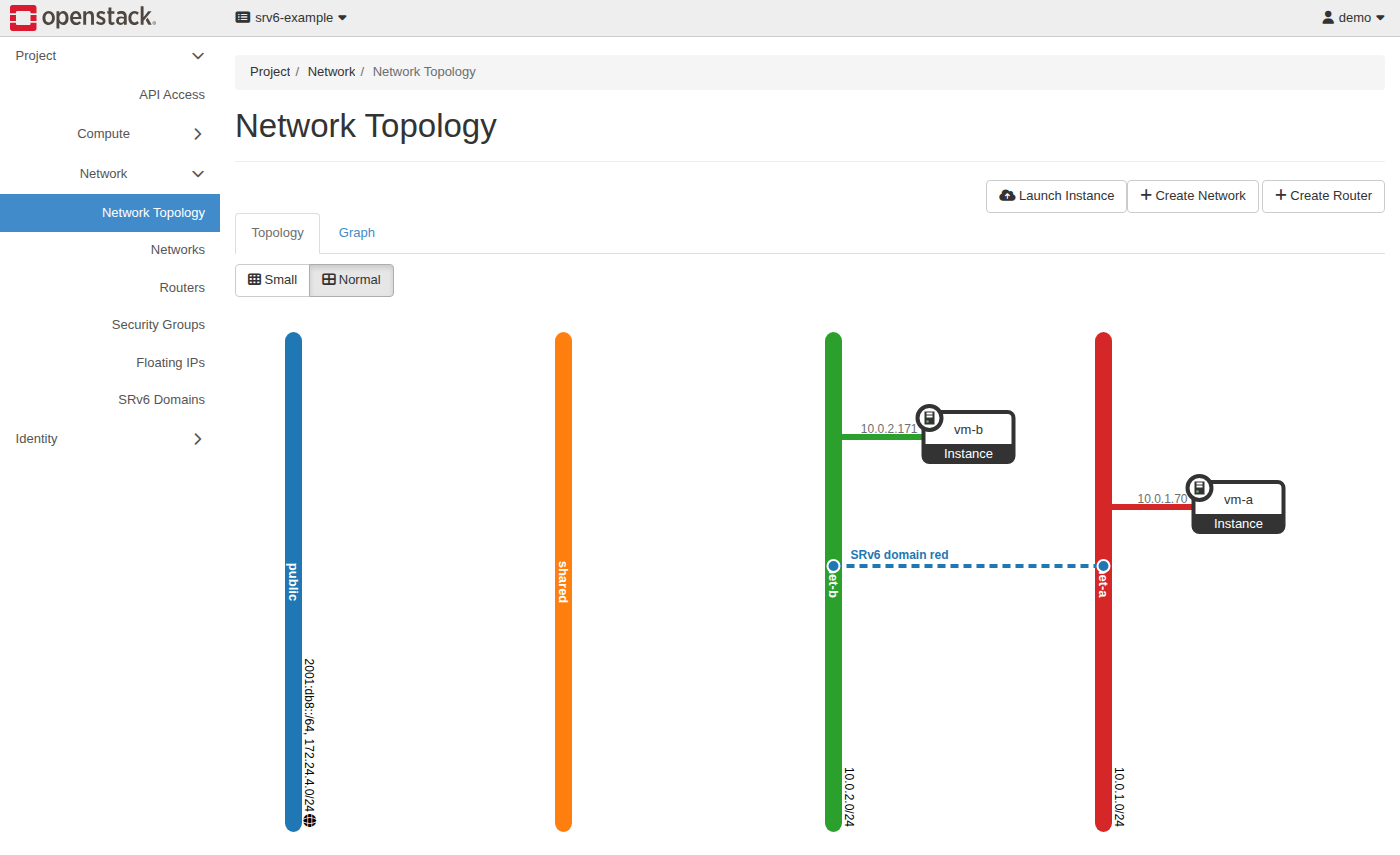 openstack.
srv6-example
demo
Project
API Access
Compute
Network
Network Topology
Networks
Routers
Security Groups
Floating IPs
SRv6 Domains
Identity
Project / Network / Network Topology
Network Topology
Launch Instance
Create Network
Create Router
Topology
Graph
Small
Normal
public
2001:db8::/64, 172.24.4.0/24
shared
et-b
10.0.2.0/24
10.0.2.171
vm-b
Instance
SRv6 domain red
et-a
10.0.1.0/24
10.0.1.70
vm-a
Instance